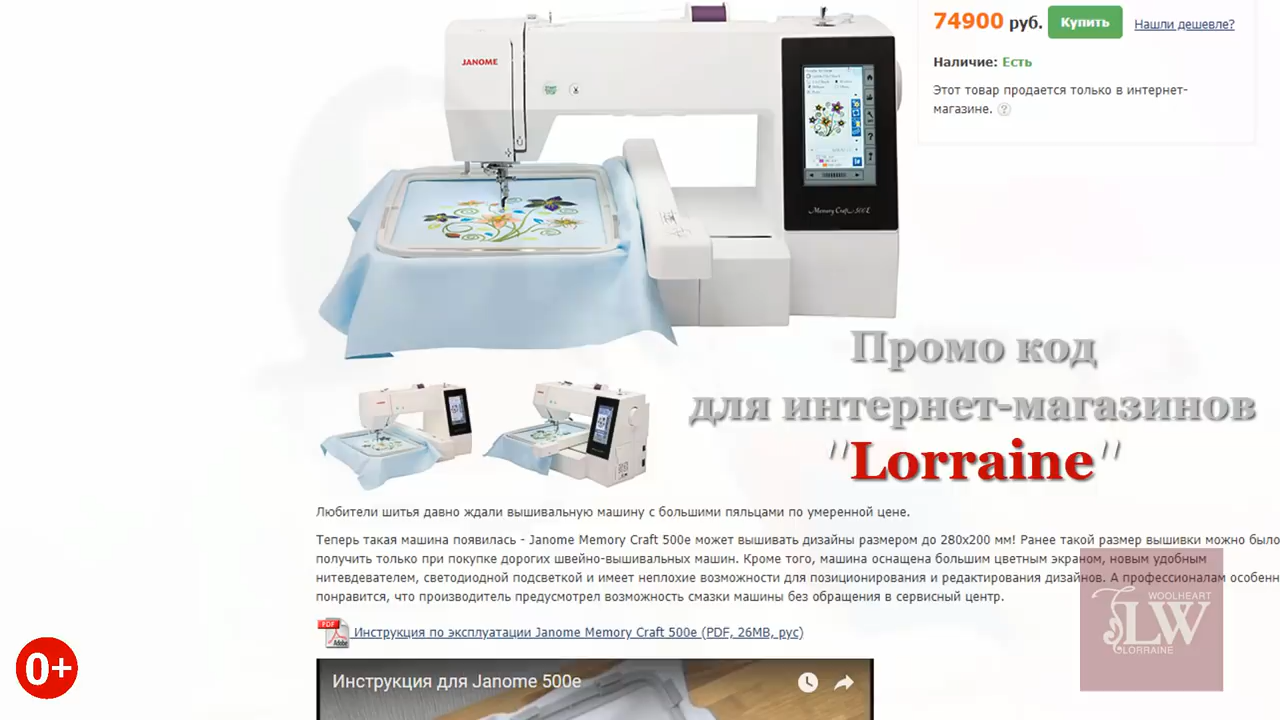 74900 руб. Купить Нашли дешевле?
Наличие: Есть
Этот товар продается только в интернет-
магазине. ?
JANOME
Memory Craft 500E
Промо код
для интернет-магазинов
"Lorraine"
Любители шитья давно ждали вышивальную машину с большими пяльцами по умеренной цене.
Теперь такая машина появилась - Janome Memory Craft 500e может вышивать дизайны размером до 280x200 мм! Ранее такой размер вышивки можно было
получить только при покупке дорогих швейно-вышивальных машин. Кроме того, машина оснащена большим цветным экраном, новым удобным
нитевдевателем, светодиодной подсветкой и имеет неплохие возможности для позиционирования и редактирования дизайнов. А профессионалам особенн
понравится, что производитель предусмотрел возможность смазки машины без обращения в сервисный центр.
WOOLHEART
LW
LORRAINE
PDF
Adobe
Инструкция по эксплуатации Janome Memory Craft 500e (PDF, 26MB, рус)
0+
Инструкция для Janome 500e